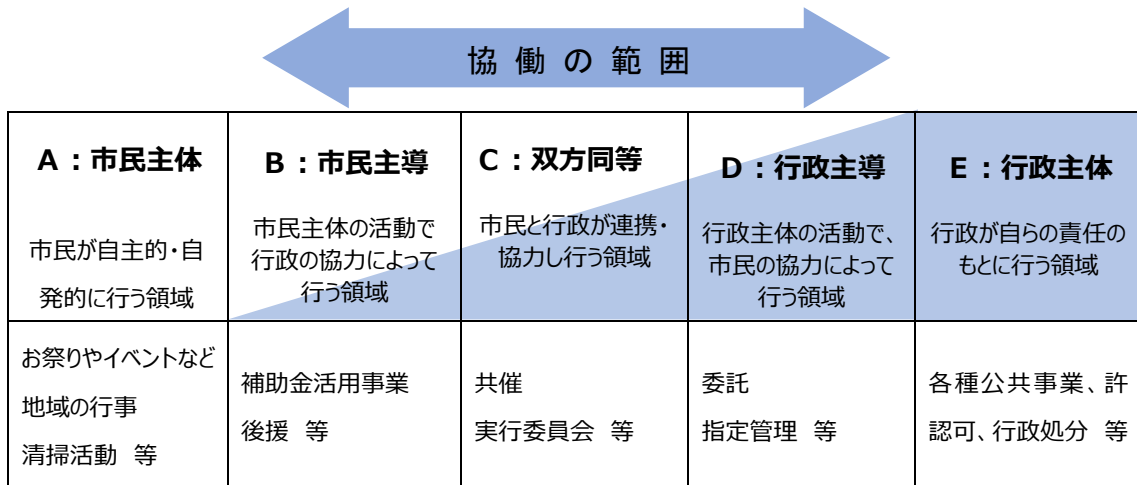 協働の範囲
A：市民主体
市民が自主的・自
発的に行う領域
B：市民主導
市民主体の活動で
行政の協力によって
行う領域
C：双方同等
市民と行政が連携・
協力し行う領域
D：行政主導
行政主体の活動で、
市民の協力によって
行う領域
E：行政主体
行政が自らの責任の
もとに行う領域
お祭りやイベントなど
地域の行事
清掃活動 等
補助金活用事業
後援 等
共催
実行委員会 等
委託
指定管理 等
各種公共事業、許
認可、行政処分 等